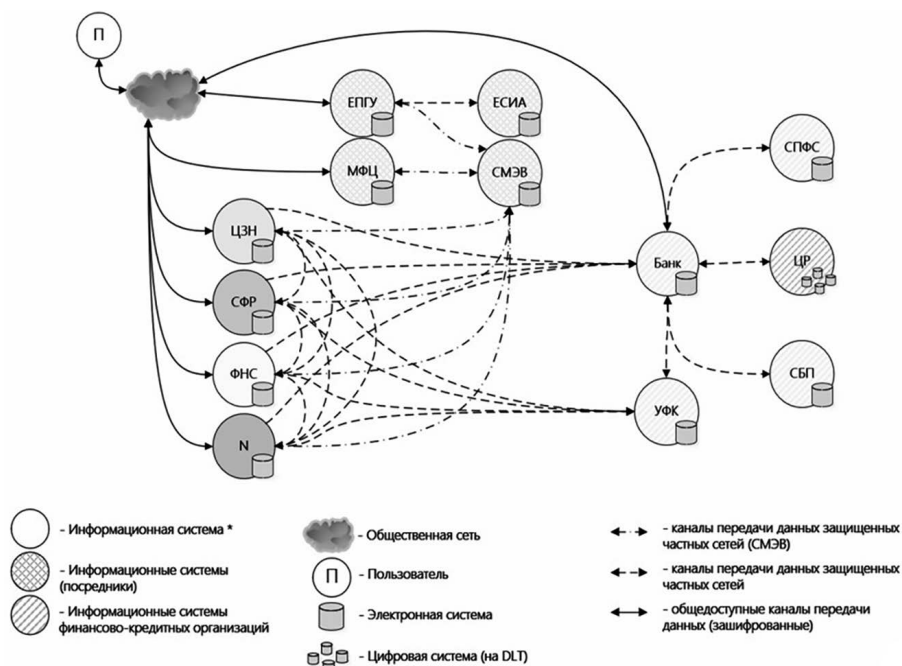 П
ЕПГУ
ЕСИА
МФЦ
СМЭВ
СПФС
ЦЗН
Банк
ЦР
СФР
ФНС
СБП
УФК
N
- Информационная система *
- Информационные системы
(посредники)
- Информационные системы
финансово-кредитных организаций
- Общественная сеть
П
- Пользователь
- Электронная система
- Цифровая система (на DLT)
- каналы передачи данных защищенных
частных сетей (СМЭВ)
- каналы передачи данных защищенных
частных сетей
- общедоступные каналы передачи
данных (зашифрованные)